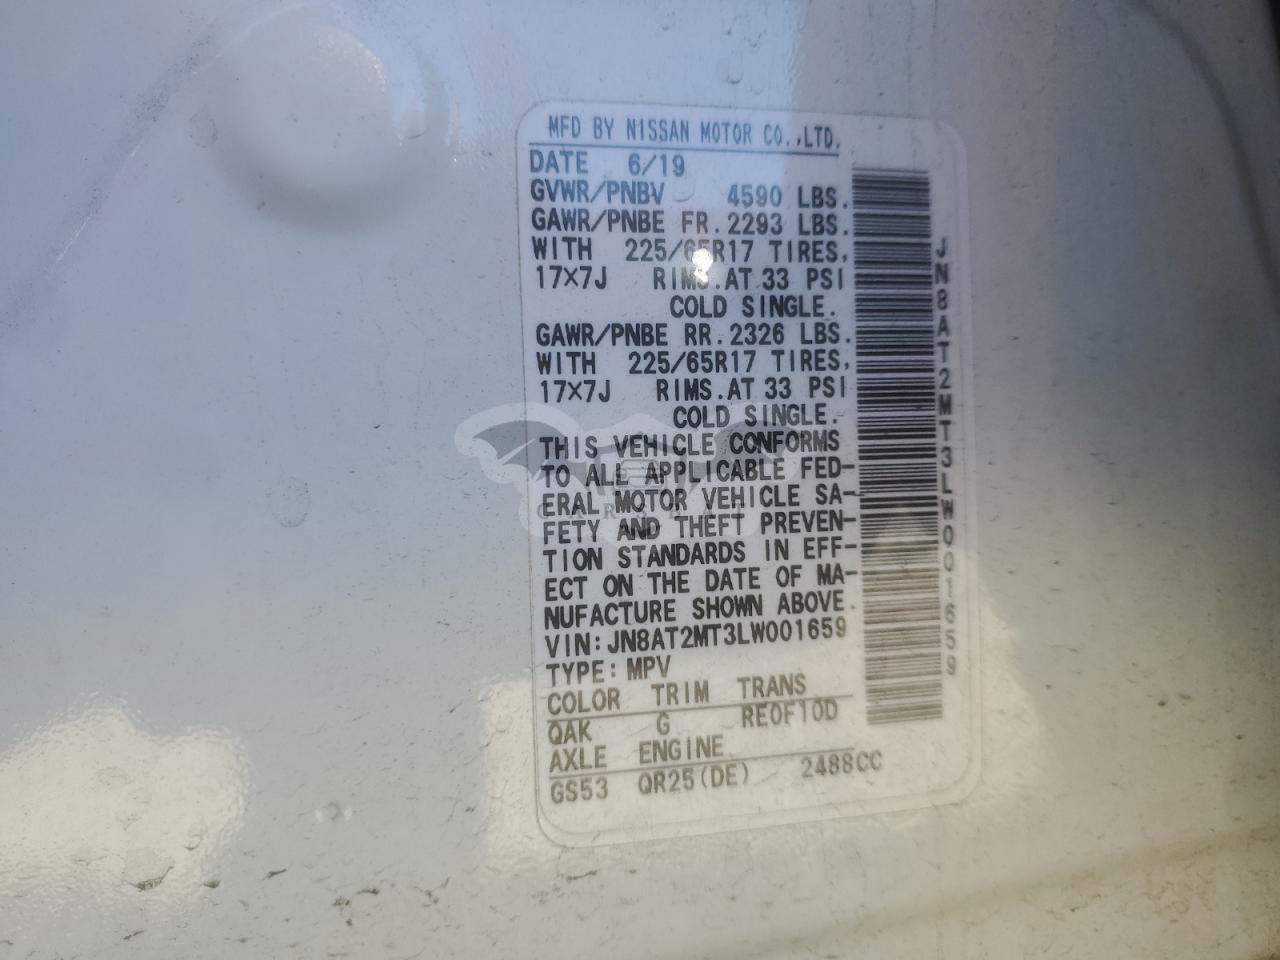 MFD BY NISSAN MOTOR CO.,LTD.
DATE 6/19
GVWR/PNBV 4590 LBS.
GAWR/PNBE FR. 2293 LBS.
WITH 225/65R17 TIRES,
17X7J RIMS.AT 33 PSI
COLD SINGLE.
GAWR/PNBE RR. 2326 LBS.
WITH 225/65R17 TIRES,
17X7J RIMS.AT 33 PSI
COLD SINGLE.
THIS VEHICLE CONFORMS
TO ALL APPLICABLE FED-
ERAL MOTOR VEHICLE SA-
FETY AND THEFT PREVEN-
TION STANDARDS IN EFF-
ECT ON THE DATE OF MA-
NUFACTURE SHOWN ABOVE.
VIN:JN8AT2MT3LW001659
TYPE:MPV
COLOR TRIM TRANS
QAK G RE0F10D
AXLE ENGINE
GS53 QR25(DE) 2488CC
JN8AT2MT3LW001659